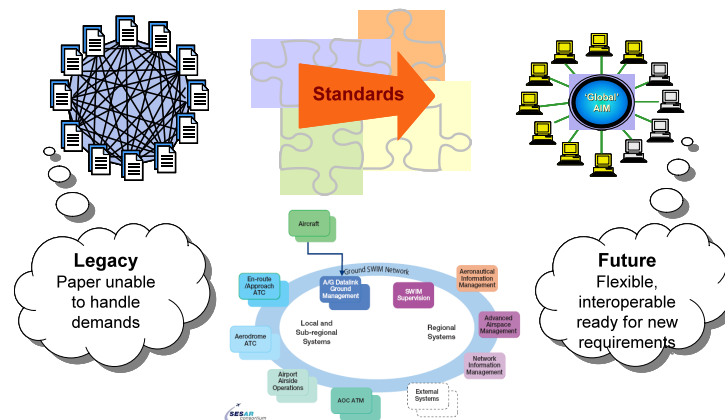 Standards
'Global'
AIM
Legacy
Paper unable
to handle
demands
Future
Flexible,
interoperable
ready for new
requirements
Aircraft
Ground SWIM Network
A/G Datalink
Ground
Management
SWIM
Supervision
Aeronautical
Information
Management
En-route
/Approach
ATC
Local and
Sub-regional
Systems
Regional
Systems
Advanced
Airspace
Management
Aerodrome
ATC
Network
Information
Management
Airport
Airside
Operations
AOC ATM
External
Systems
SESAR
consortium